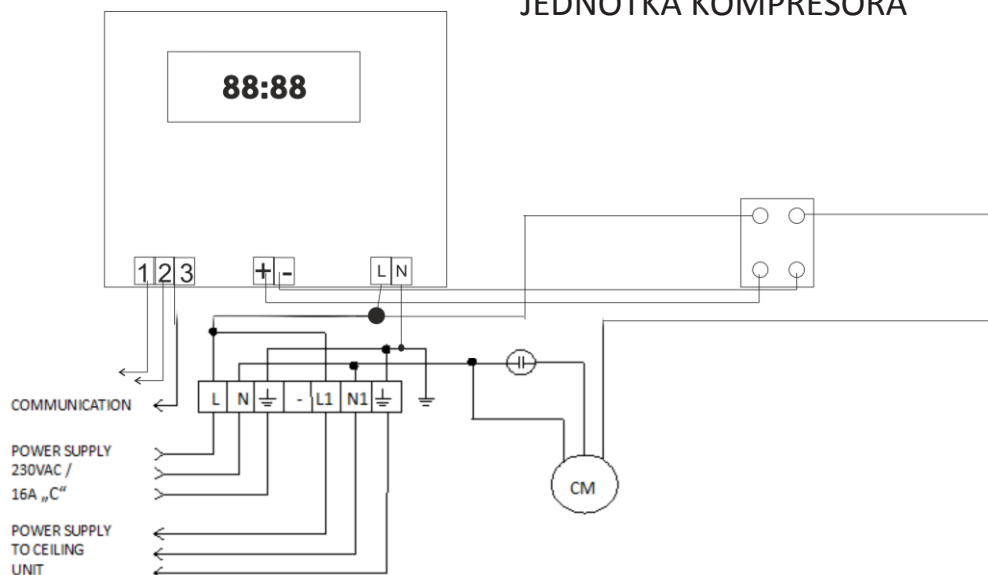 JEDNOTKA KOMPRESORA
88:88
1 2 3 + - L N
L N - L1 N1
COMMUNICATION
POWER SUPPLY
230VAC /
16A „C“
CM
POWER SUPPLY
TO CEILING
UNIT